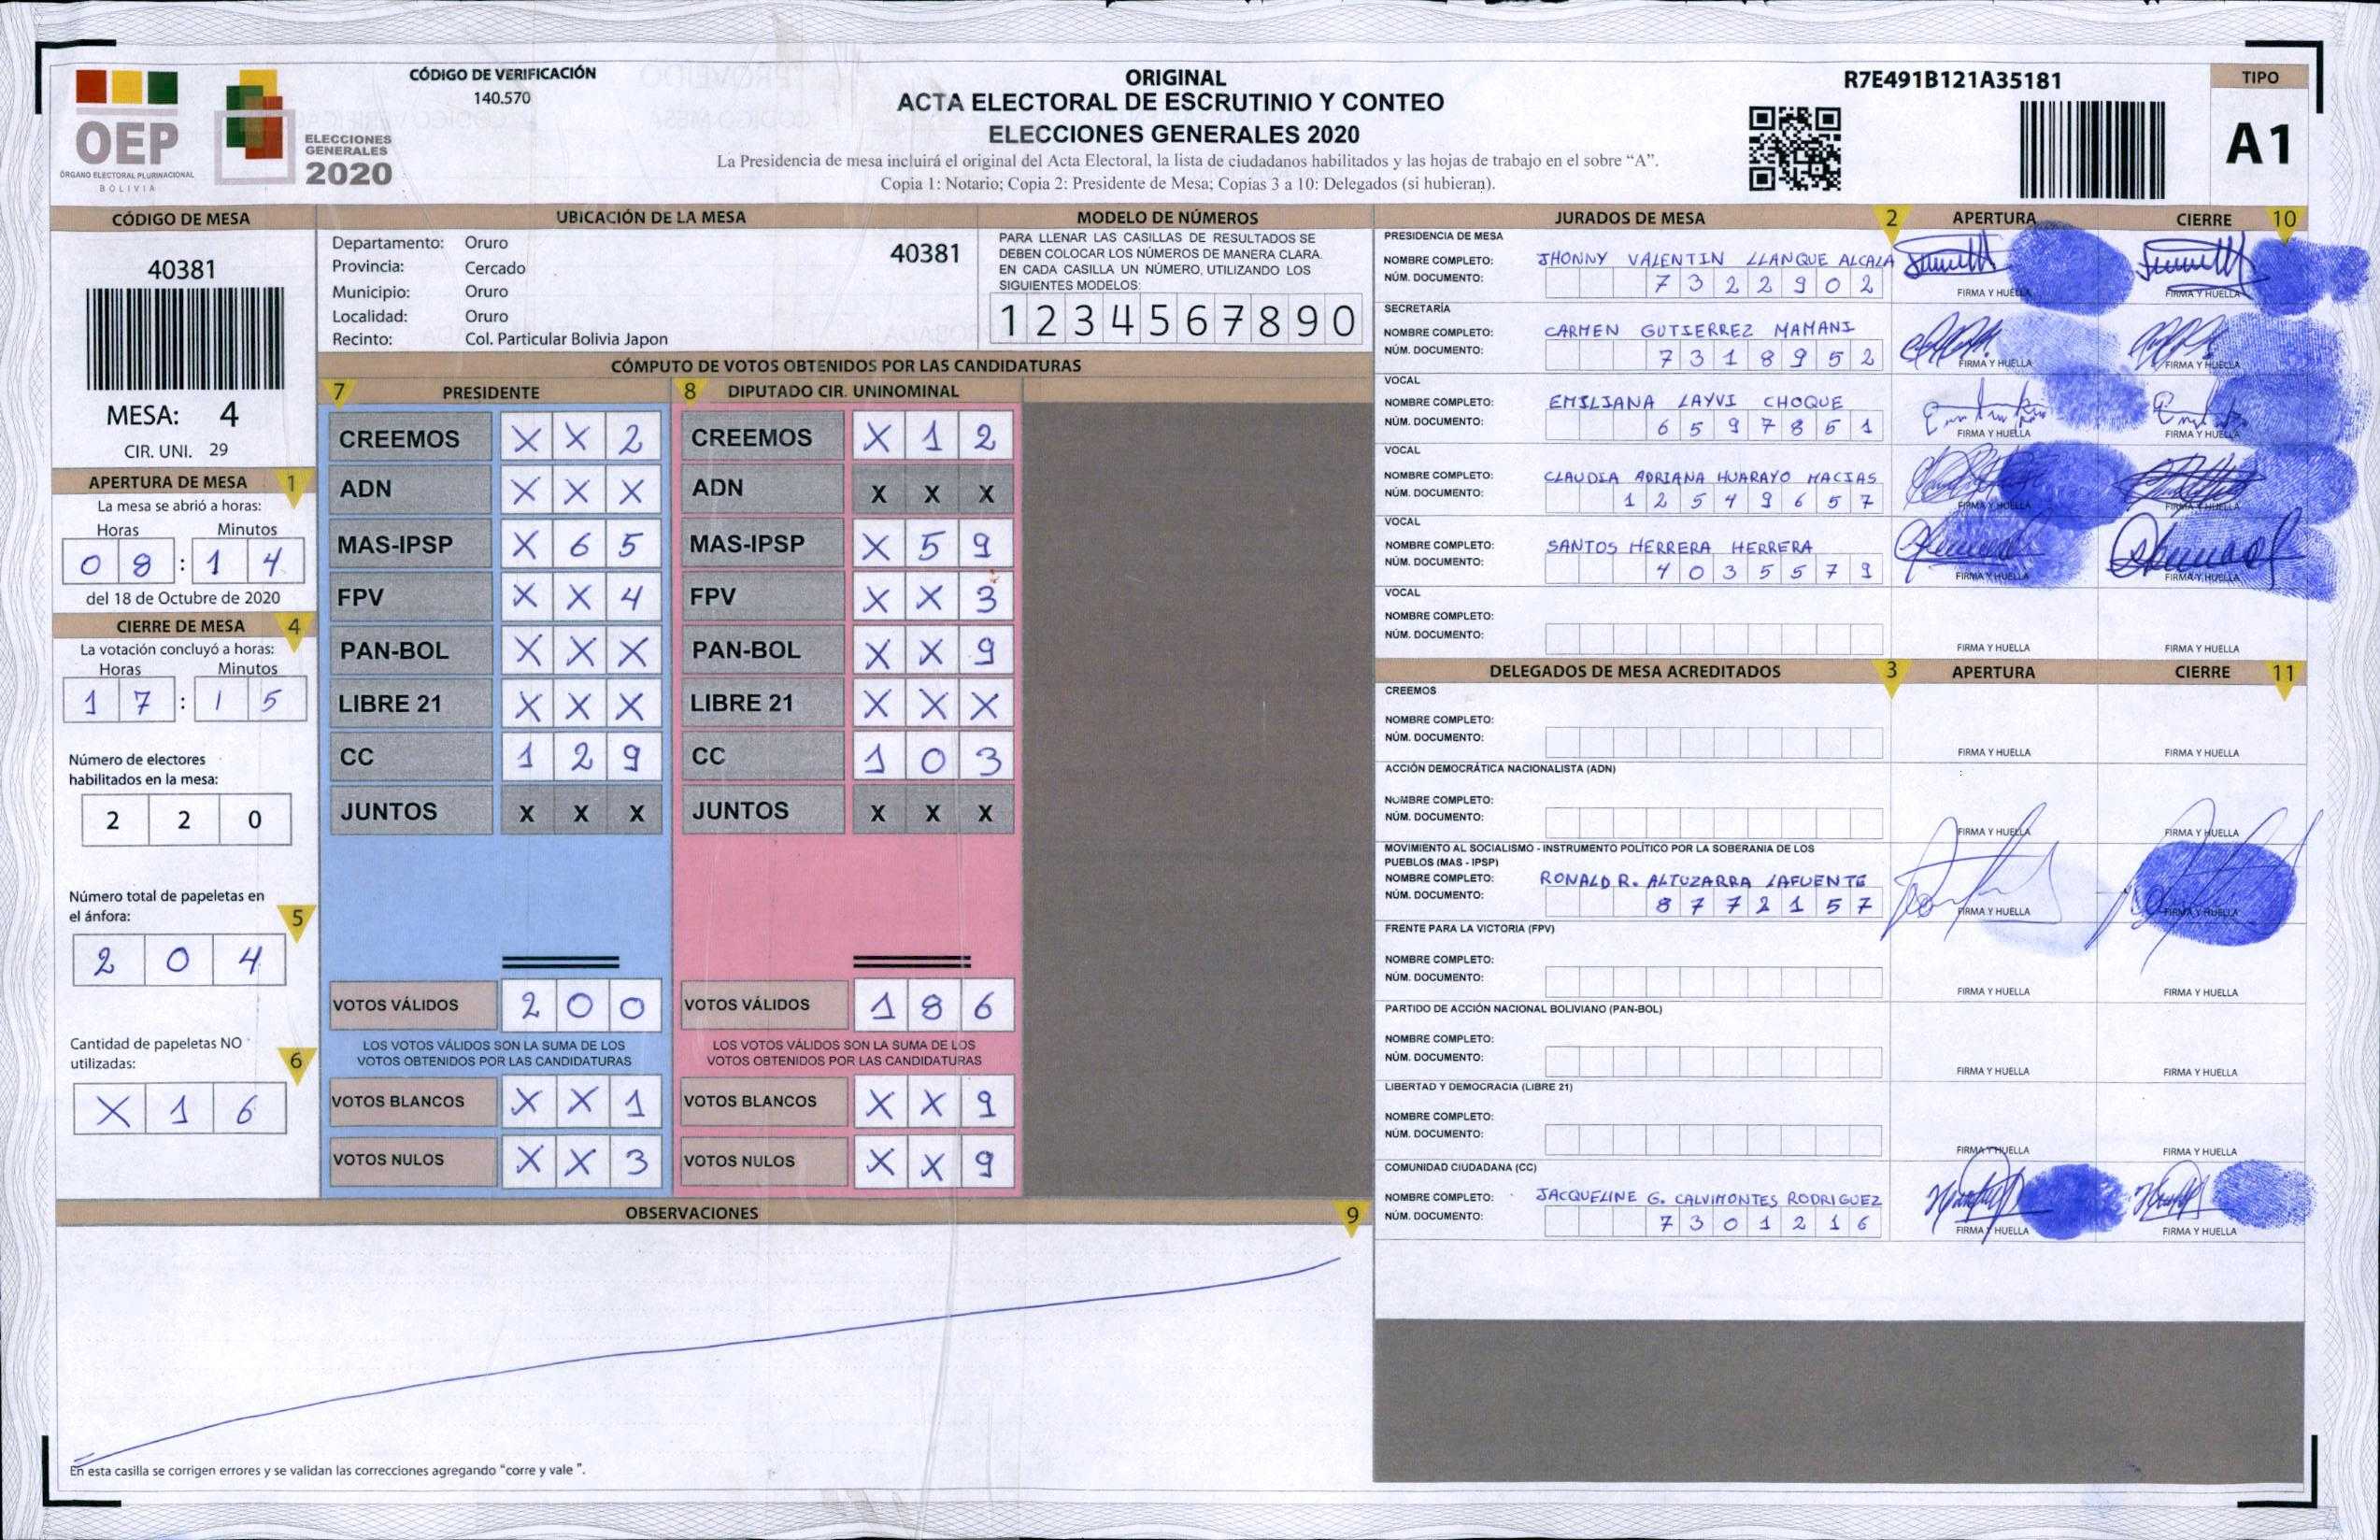 OEP
ÓRGANO ELECTORAL PLURINACIONAL
BOLIVIA
ELECCIONES
GENERALES
2020
CÓDIGO DE VERIFICACIÓN
140.570
ORIGINAL
ACTA ELECTORAL DE ESCRUTINIO Y CONTEO
ELECCIONES GENERALES 2020
La Presidencia de mesa incluirá el original del Acta Electoral, la lista de ciudadanos habilitados y las hojas de trabajo en el sobre “A”.
Copia 1: Notario; Copia 2: Presidente de Mesa; Copias 3 a 10: Delegados (si hubieran).
R7E491B121A35181
TIPO
A1
CÓDIGO DE MESA
40381
MESA: 4
CIR. UNI. 29
APERTURA DE MESA 1
La mesa se abrió a horas:
Horas Minutos
0 8 : 1 4
del 18 de Octubre de 2020
CIERRE DE MESA 4
La votación concluyó a horas:
Horas Minutos
1 7 : 1 5
Número de electores
habilitados en la mesa:
2 2 0
Número total de papeletas en
el ánfora: 5
2 0 4
Cantidad de papeletas NO
utilizadas: 6
X 1 6
UBICACIÓN DE LA MESA
Departamento: Oruro 40381
Provincia: Cercado
Municipio: Oruro
Localidad: Oruro
Recinto: Col. Particular Bolivia Japon
MODELO DE NÚMEROS
PARA LLENAR LAS CASILLAS DE RESULTADOS SE
DEBEN COLOCAR LOS NÚMEROS DE MANERA CLARA.
EN CADA CASILLA UN NÚMERO, UTILIZANDO LOS
SIGUIENTES MODELOS:
1 2 3 4 5 6 7 8 9 0
CÓMPUTO DE VOTOS OBTENIDOS POR LAS CANDIDATURAS
7 PRESIDENTE
CREEMOS X X 2
ADN X X X
MAS-IPSP X 6 5
FPV X X 4
PAN-BOL X X X
LIBRE 21 X X X
CC 1 2 9
JUNTOS X X X
VOTOS VÁLIDOS 2 0 0
LOS VOTOS VÁLIDOS SON LA SUMA DE LOS
VOTOS OBTENIDOS POR LAS CANDIDATURAS
VOTOS BLANCOS X X 1
VOTOS NULOS X X 3
8 DIPUTADO CIR. UNINOMINAL
CREEMOS X 1 2
ADN X X X
MAS-IPSP X 5 9
FPV X X 3
PAN-BOL X X 9
LIBRE 21 X X X
CC 1 0 3
JUNTOS X X X
VOTOS VÁLIDOS 1 8 6
LOS VOTOS VÁLIDOS SON LA SUMA DE LOS
VOTOS OBTENIDOS POR LAS CANDIDATURAS
VOTOS BLANCOS X X 9
VOTOS NULOS X X 9
OBSERVACIONES 9
En esta casilla se corrigen errores y se validan las correcciones agregando “corre y vale ”.
JURADOS DE MESA 2 APERTURA CIERRE 10
PRESIDENCIA DE MESA
NOMBRE COMPLETO: JHONNY VALENTIN LLANQUE ALCALA
NÚM. DOCUMENTO: 7 3 2 2 9 0 2
FIRMA Y HUELLA FIRMA Y HUELLA
SECRETARÍA
NOMBRE COMPLETO: CARMEN GUTIERREZ MAMANI
NÚM. DOCUMENTO: 7 3 1 8 9 5 2
FIRMA Y HUELLA FIRMA Y HUELLA
VOCAL
NOMBRE COMPLETO: EMILIANA LAYVI CHOQUE
NÚM. DOCUMENTO: 6 5 9 7 8 6 1
FIRMA Y HUELLA FIRMA Y HUELLA
VOCAL
NOMBRE COMPLETO: CLAUDIA ADRIANA HUARAYO MACIAS
NÚM. DOCUMENTO: 1 2 5 4 9 6 5 7
FIRMA Y HUELLA FIRMA Y HUELLA
VOCAL
NOMBRE COMPLETO: SANTOS HERRERA HERRERA
NÚM. DOCUMENTO: 4 0 3 5 5 7 9
FIRMA Y HUELLA FIRMA Y HUELLA
VOCAL
NOMBRE COMPLETO:
NÚM. DOCUMENTO:
FIRMA Y HUELLA FIRMA Y HUELLA
DELEGADOS DE MESA ACREDITADOS 3 APERTURA CIERRE 11
CREEMOS
NOMBRE COMPLETO:
NÚM. DOCUMENTO:
FIRMA Y HUELLA FIRMA Y HUELLA
ACCIÓN DEMOCRÁTICA NACIONALISTA (ADN)
NOMBRE COMPLETO:
NÚM. DOCUMENTO:
FIRMA Y HUELLA FIRMA Y HUELLA
MOVIMIENTO AL SOCIALISMO - INSTRUMENTO POLÍTICO POR LA SOBERANIA DE LOS
PUEBLOS (MAS - IPSP)
NOMBRE COMPLETO: RONALD R. ALTUZARRA LAFUENTE
NÚM. DOCUMENTO: 8 7 7 2 1 5 7
FIRMA Y HUELLA FIRMA Y HUELLA
FRENTE PARA LA VICTORIA (FPV)
NOMBRE COMPLETO:
NÚM. DOCUMENTO:
FIRMA Y HUELLA FIRMA Y HUELLA
PARTIDO DE ACCIÓN NACIONAL BOLIVIANO (PAN-BOL)
NOMBRE COMPLETO:
NÚM. DOCUMENTO:
FIRMA Y HUELLA FIRMA Y HUELLA
LIBERTAD Y DEMOCRACIA (LIBRE 21)
NOMBRE COMPLETO:
NÚM. DOCUMENTO:
FIRMA Y HUELLA FIRMA Y HUELLA
COMUNIDAD CIUDADANA (CC)
NOMBRE COMPLETO: JACQUELINE G. CALVIMONTES RODRIGUEZ
NÚM. DOCUMENTO: 7 3 0 1 2 1 6
FIRMA Y HUELLA FIRMA Y HUELLA